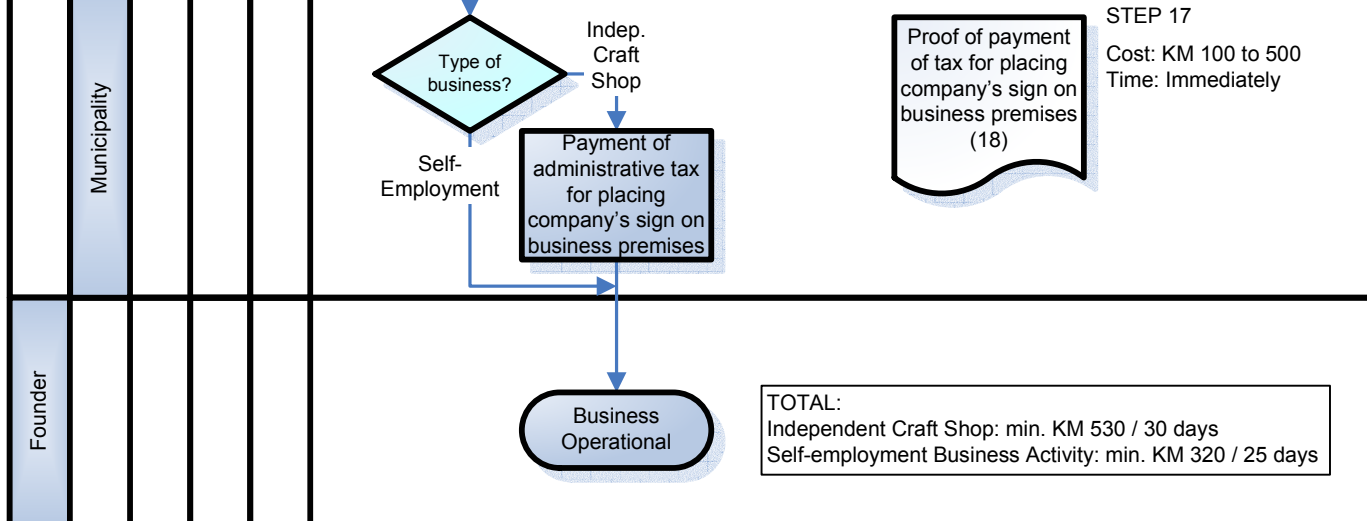 Municipality
Type of
business?
Indep.
Craft
Shop
Self-
Employment
Payment of
administrative tax
for placing
company’s sign on
business premises
Proof of payment
of tax for placing
company’s sign on
business premises
(18)
STEP 17
Cost: KM 100 to 500
Time: Immediately
Founder
Business
Operational
TOTAL:
Independent Craft Shop: min. KM 530 / 30 days
Self-employment Business Activity: min. KM 320 / 25 days